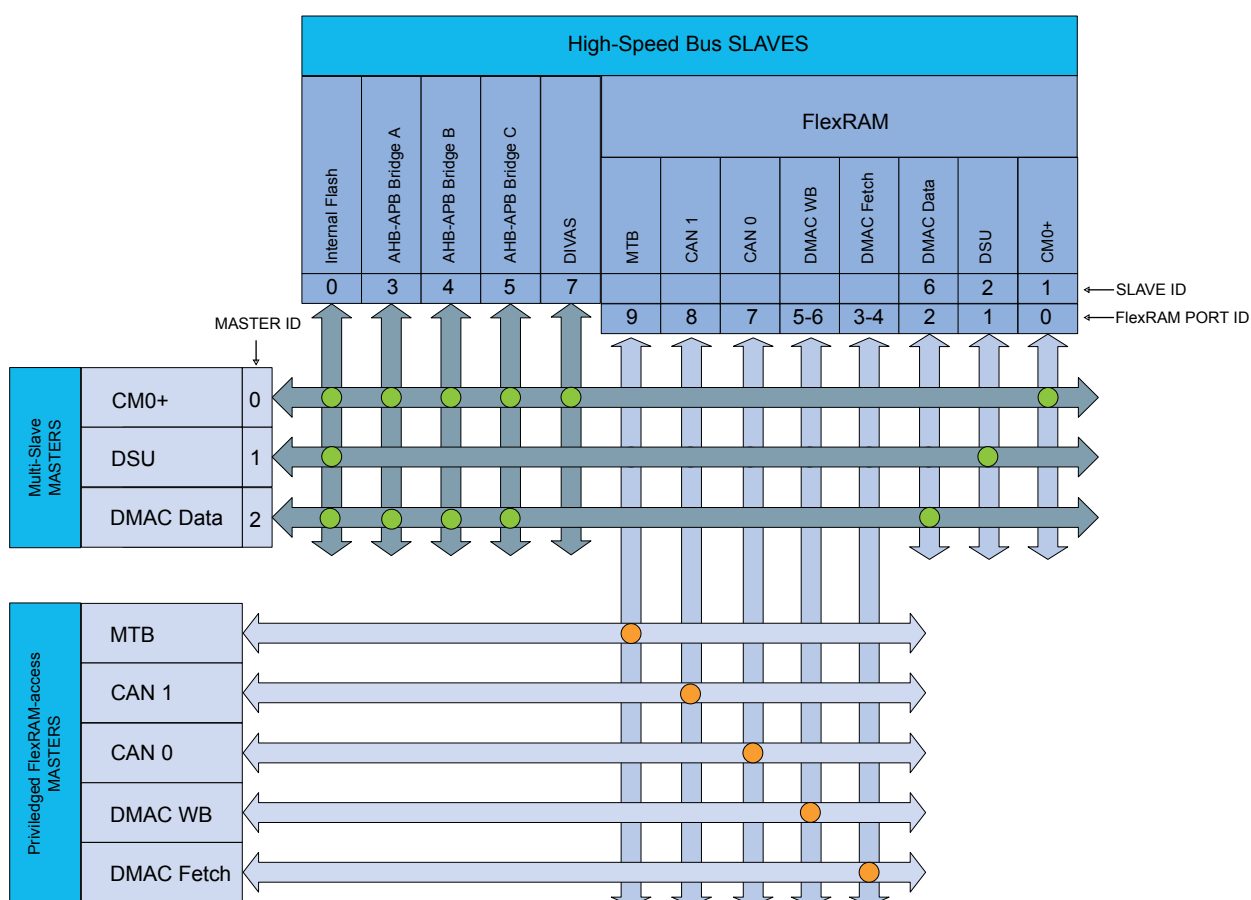 High-Speed Bus SLAVES
FlexRAM
Internal Flash
AHB-APB Bridge A
AHB-APB Bridge B
AHB-APB Bridge C
DIVAS
MTB
CAN 1
CAN 0
DMAC WB
DMAC Fetch
DMAC Data
DSU
CM0+
0 3 4 5 7 6 2 1 SLAVE ID
9 8 7 5-6 3-4 2 1 0 FlexRAM PORT ID
MASTER ID
Multi-Slave
MASTERS
CM0+ 0
DSU 1
DMAC Data 2
Priviledged FlexRAM-access
MASTERS
MTB
CAN 1
CAN 0
DMAC WB
DMAC Fetch